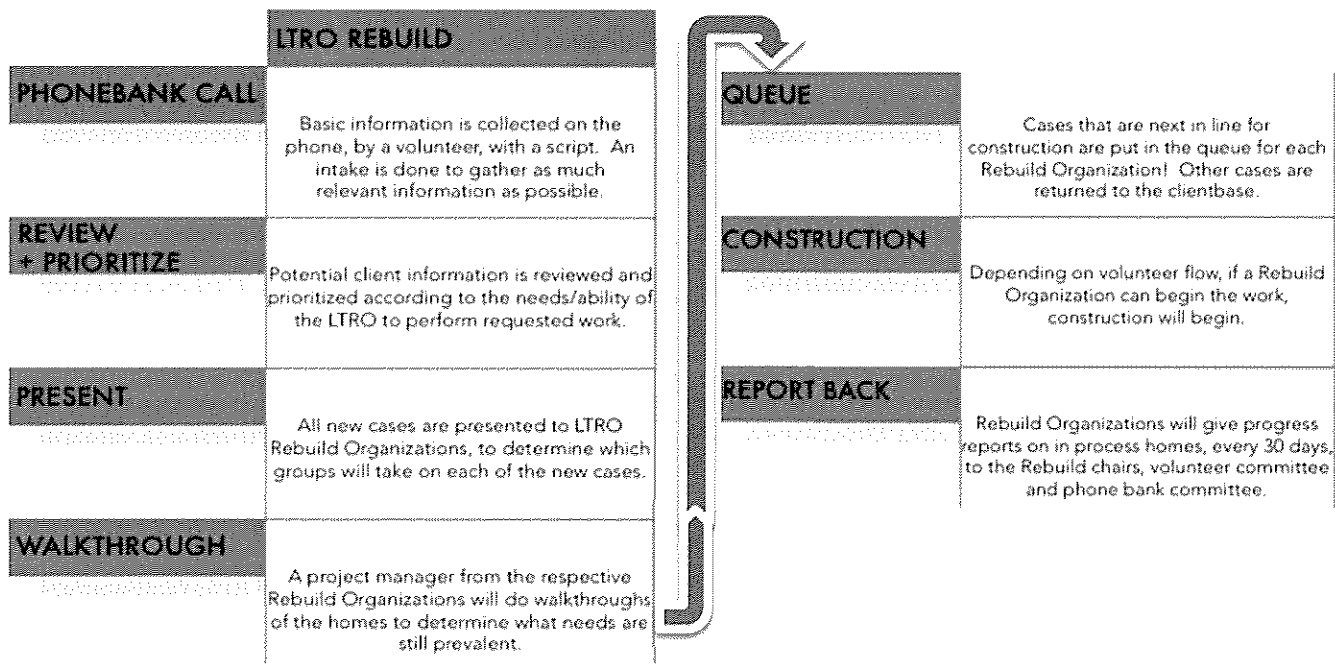 LTRO REBUILD
PHONEBANK CALL
Basic information is collected on the
phone, by a volunteer, with a script. An
intake is done to gather as much
relevant information as possible.
REVIEW
+ PRIORITIZE
Potential client information is reviewed and
prioritized according to the needs/ability of
the LTRO to perform requested work.
PRESENT
All new cases are presented to LTRO
Rebuild Organizations, to determine which
groups will take on each of the new cases.
WALKTHROUGH
A project manager from the respective
Rebuild Organizations will do walkthroughs
of the homes to determine what needs are
still prevalent.
QUEUE
Cases that are next in line for
construction are put in the queue for each
Rebuild Organization! Other cases are
returned to the clientbase.
CONSTRUCTION
Depending on volunteer flow, if a Rebuild
Organization can begin the work,
construction will begin.
REPORT BACK
Rebuild Organizations will give progress
reports on in process homes, every 30 days,
to the Rebuild chairs, volunteer committee
and phone bank committee.